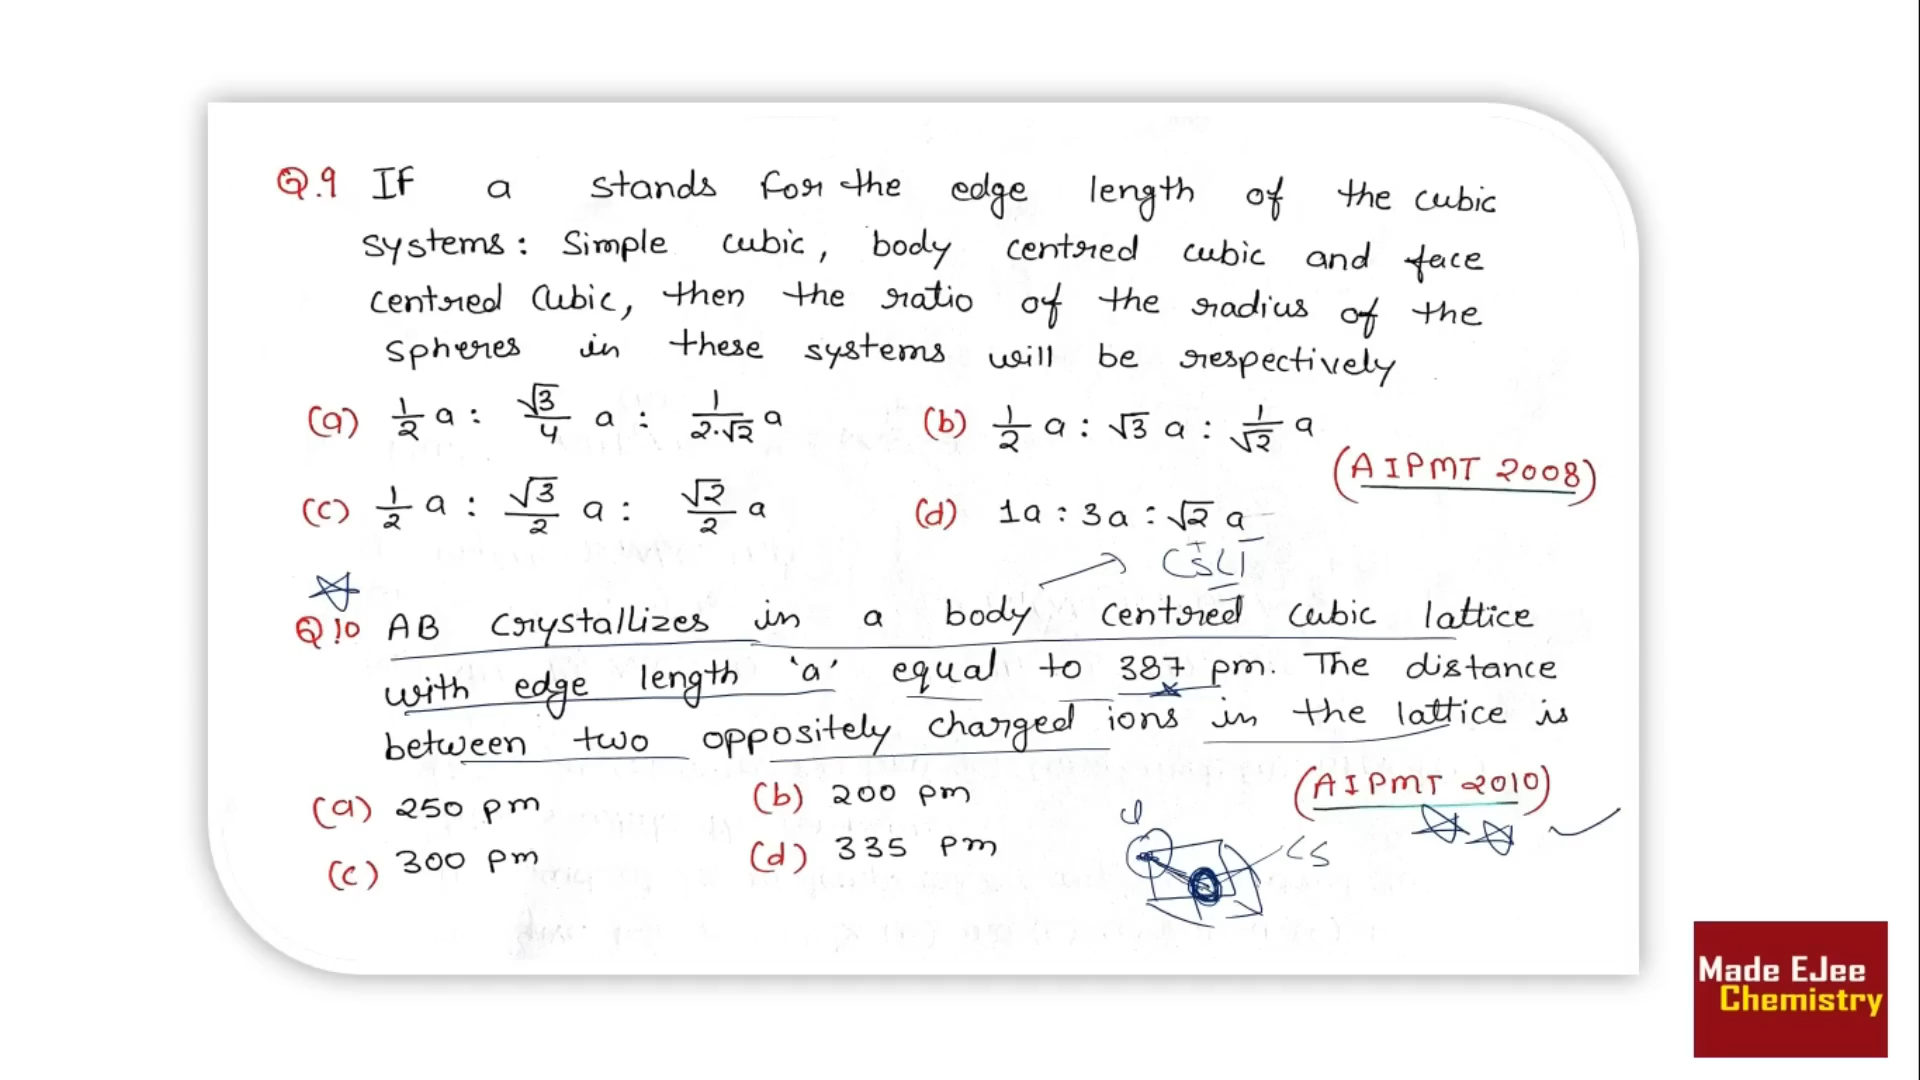 Q.9 IF a stands for the edge length of the cubic
systems: Simple cubic, body centred cubic and face
centred Cubic, then the ratio of the radius of the
spheres in these systems will be respectively
(a) 1/2 a : √3/4 a : 1/2·√2 a
(b) 1/2 a : √3 a : 1/√2 a
(AIPMT 2008)
(c) 1/2 a : √3/2 a : √2/2 a
(d) 1a : 3a : √2 a
CsCl
Q10 AB crystallizes in a body centred cubic lattice
with edge length 'a' equal to 387 pm. The distance
between two oppositely charged ions in the lattice is
(a) 250 pm
(b) 200 pm
(AIPMT 2010)
(c) 300 pm
(d) 335 pm
Cl
Cs
Made EJee
Chemistry